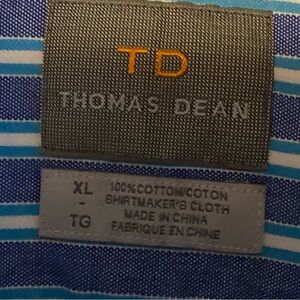 TD
THOMAS DEAN
XL
-
TG
100% COTTON/COTON
SHIRTMAKER'S CLOTH
MADE IN CHINA
FABRIQUE EN CHINE